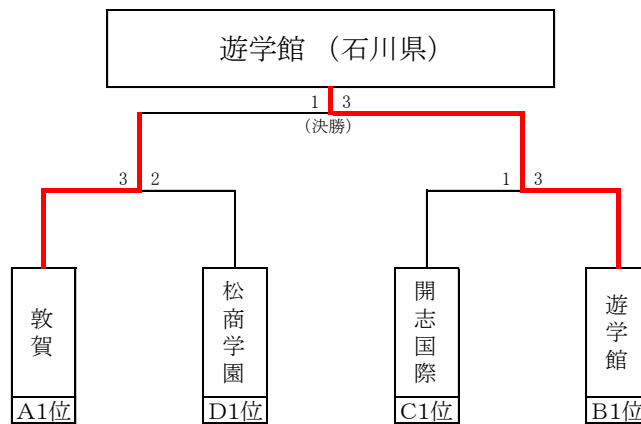 遊学館 （石川県）
1 3
(決勝)
3 2
1 3
敦賀
松商学園
開志国際
遊学館
A1位
D1位
C1位
B1位